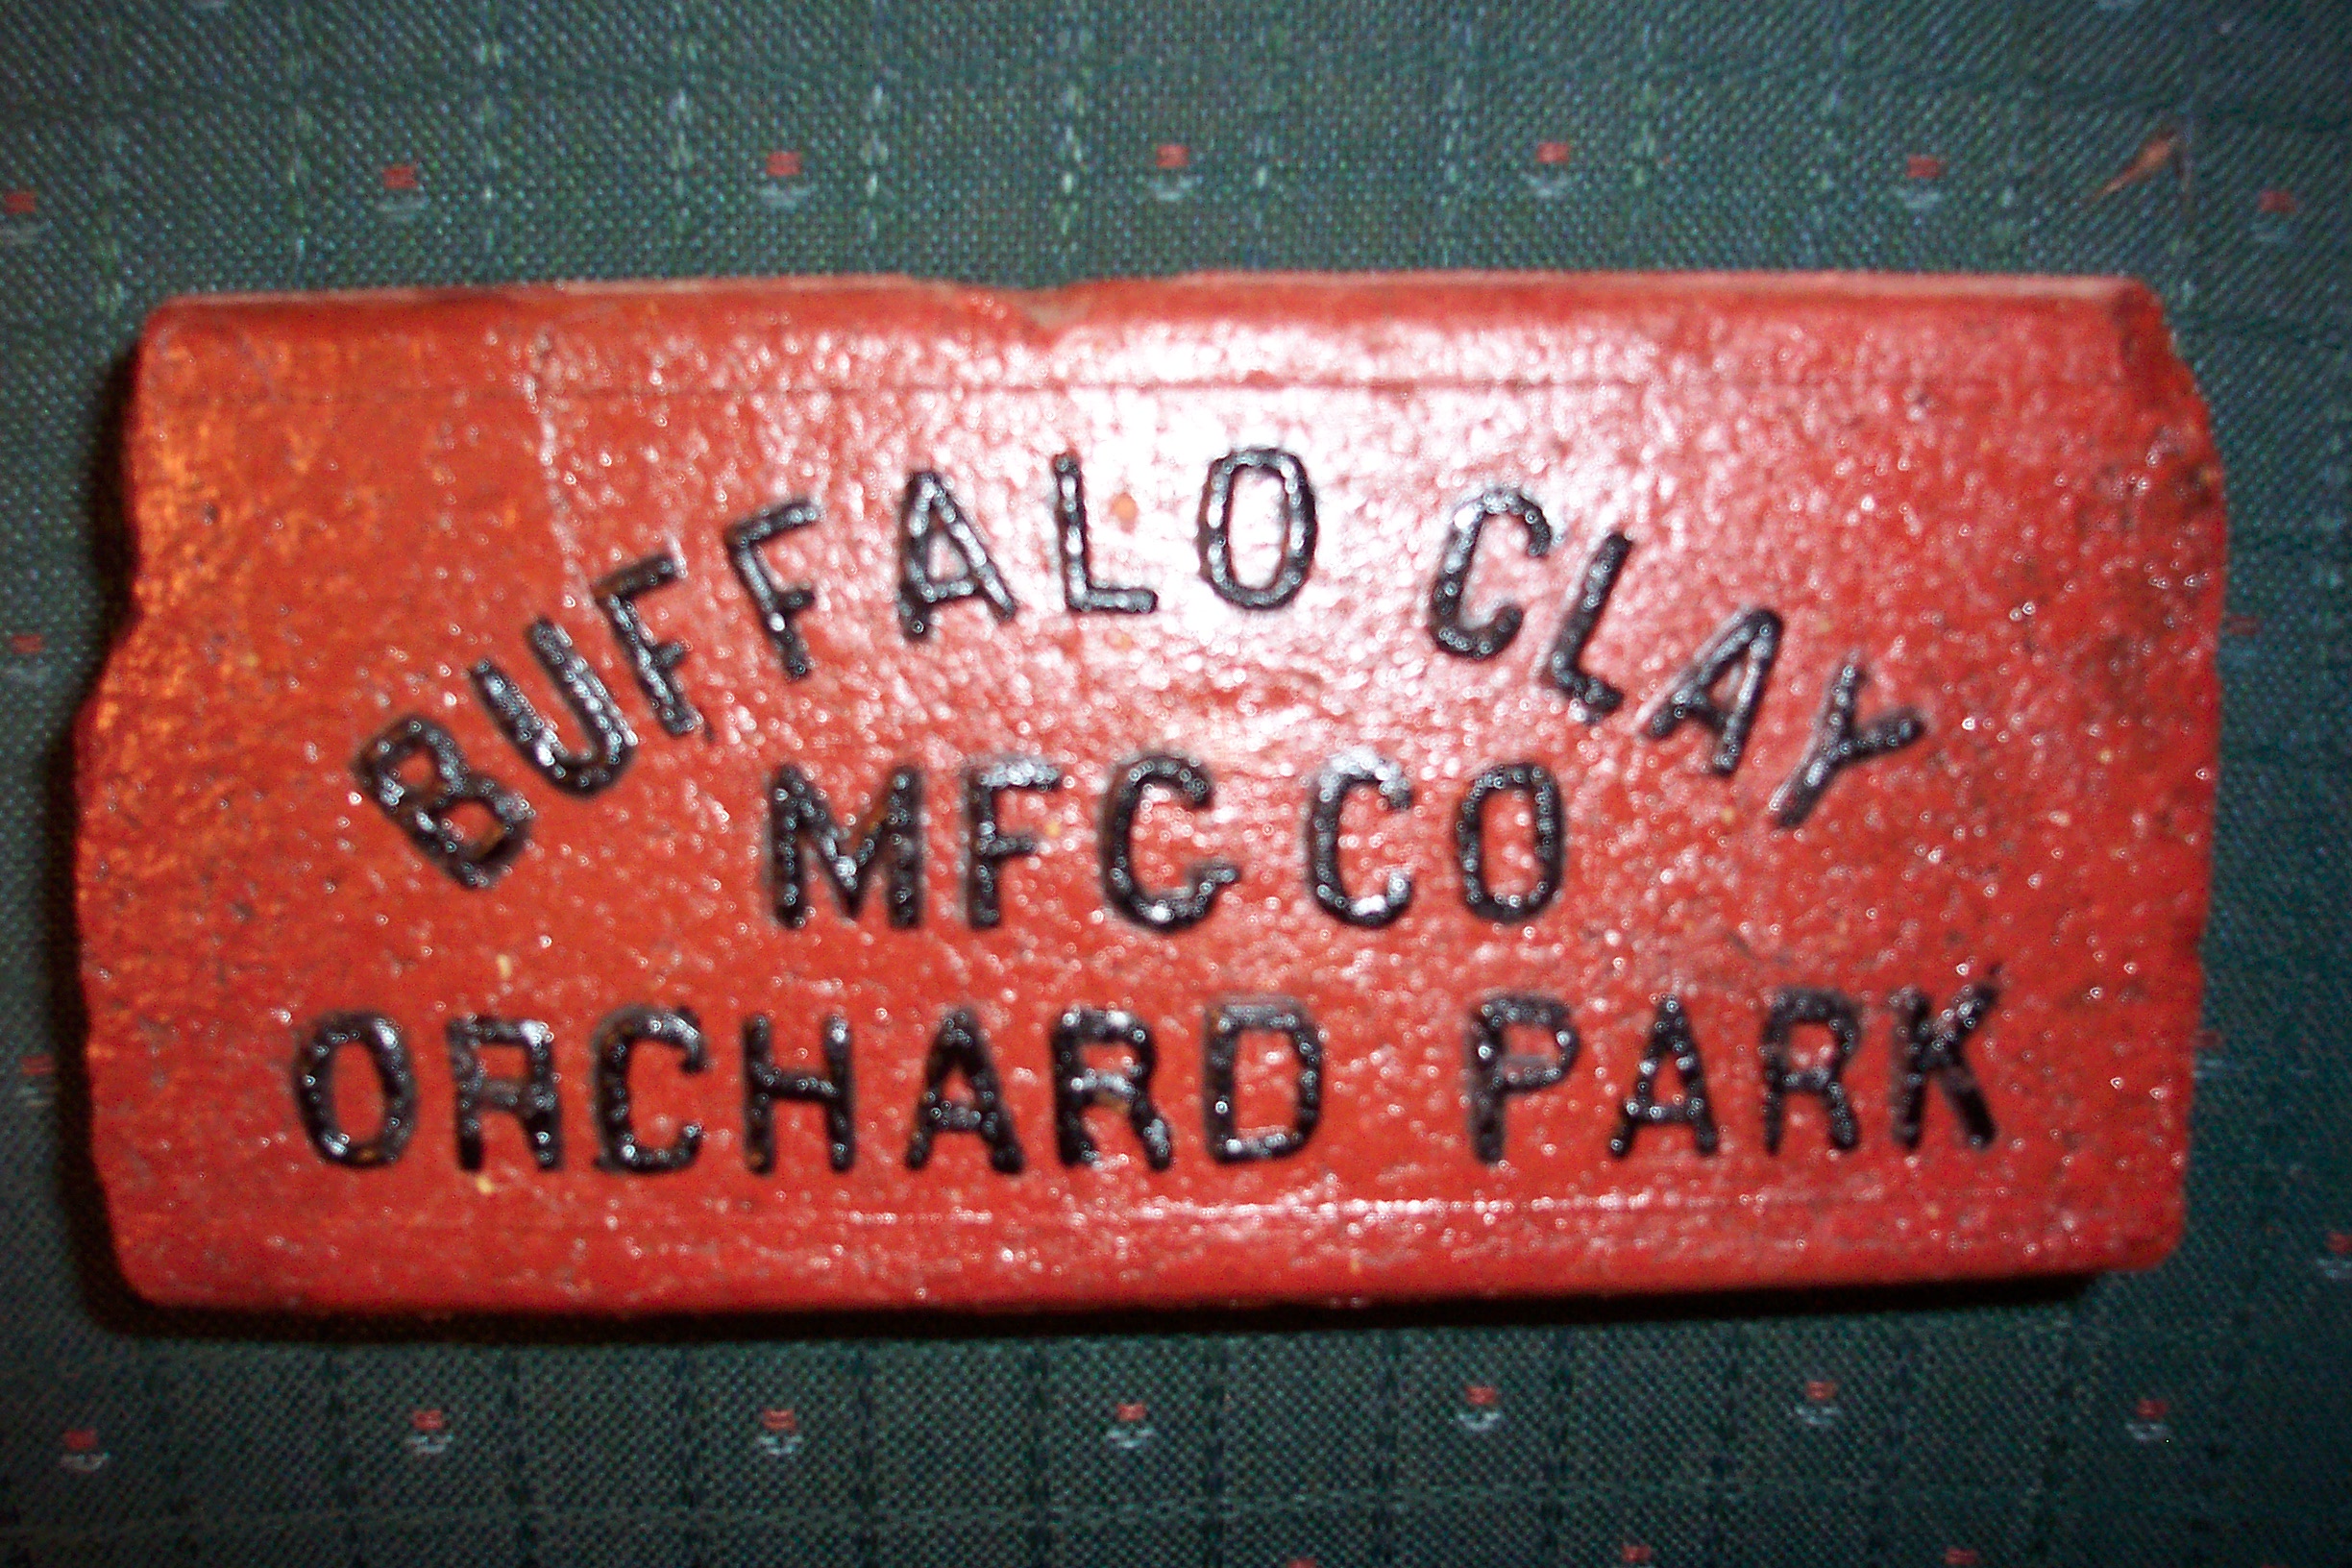 BUFFALO CLAY
MFG CO
ORCHARD PARK